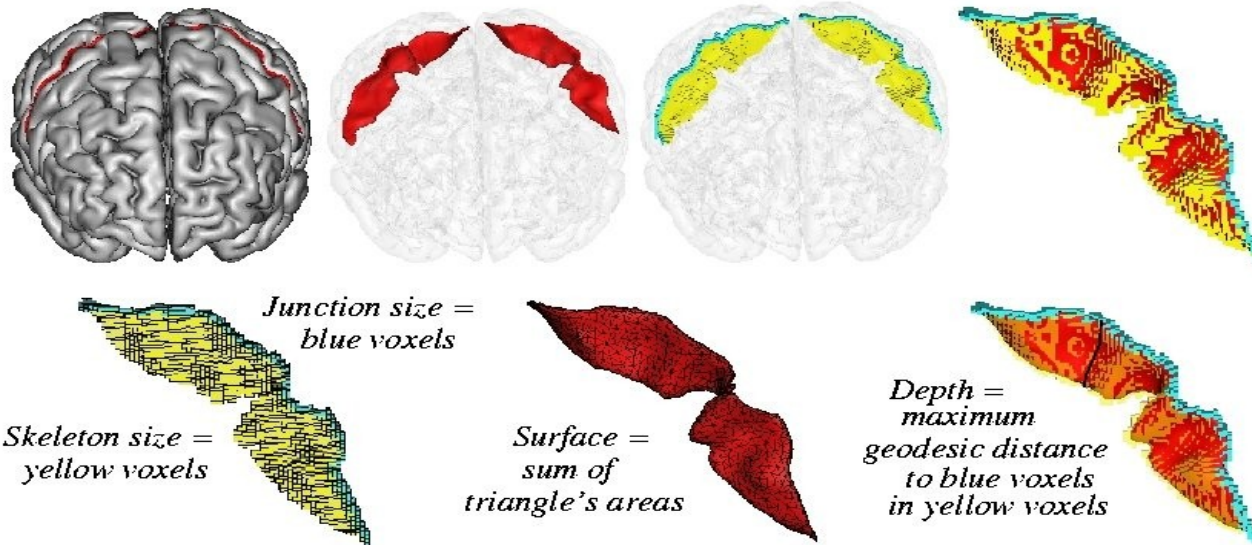 Junction size =
blue voxels
Skeleton size =
yellow voxels
Surface =
sum of
triangle's areas
Depth =
maximum
geodesic distance
to blue voxels
in yellow voxels